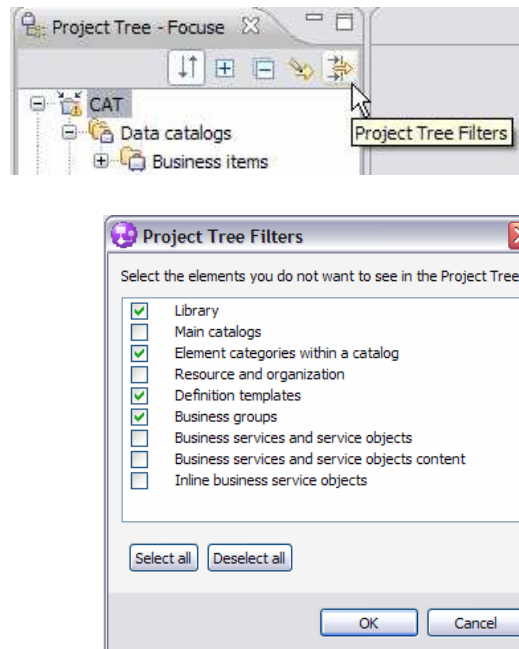 Project Tree - Focuse
CAT
Data catalogs
Project Tree Filters
Business items
Project Tree Filters
Select the elements you do not want to see in the Project Tree
Library
Main catalogs
Element categories within a catalog
Resource and organization
Definition templates
Business groups
Business services and service objects
Business services and service objects content
Inline business service objects
Select all Deselect all
OK Cancel